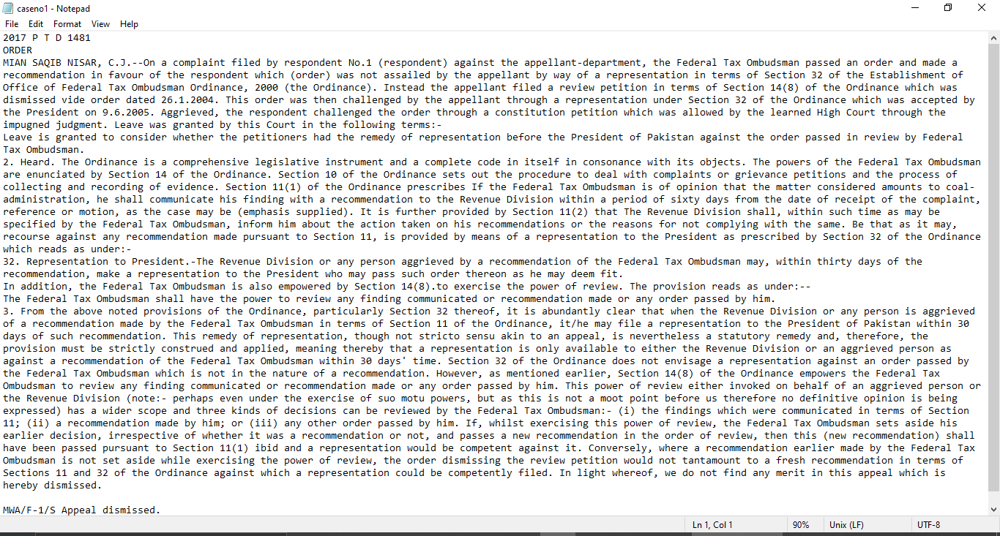 caseno1 - Notepad
File Edit Format View Help
2017 P T D 1481
ORDER
MIAN SAQIB NISAR, C.J.--On a complaint filed by respondent No.1 (respondent) against the appellant-department, the Federal Tax Ombudsman passed an order and made a
recommendation in favour of the respondent which (order) was not assailed by the appellant by way of a representation in terms of Section 32 of the Establishment of
Office of Federal Tax Ombudsman Ordinance, 2000 (the Ordinance). Instead the appellant filed a review petition in terms of Section 14(8) of the Ordinance which was
dismissed vide order dated 26.1.2004. This order was then challenged by the appellant through a representation under Section 32 of the Ordinance which was accepted by
the President on 9.6.2005. Aggrieved, the respondent challenged the order through a constitution petition which was allowed by the learned High Court through the
impugned judgment. Leave was granted by this Court in the following terms:-
Leave is granted to consider whether the petitioners had the remedy of representation before the President of Pakistan against the order passed in review by Federal
Tax Ombudsman.
2. Heard. The Ordinance is a comprehensive legislative instrument and a complete code in itself in consonance with its objects. The powers of the Federal Tax Ombudsman
are enunciated by Section 14 of the Ordinance. Section 10 of the Ordinance sets out the procedure to deal with complaints or grievance petitions and the process of
collecting and recording of evidence. Section 11(1) of the Ordinance prescribes If the Federal Tax Ombudsman is of opinion that the matter considered amounts to coal-
administration, he shall communicate his finding with a recommendation to the Revenue Division within a period of sixty days from the date of receipt of the complaint,
reference or motion, as the case may be (emphasis supplied). It is further provided by Section 11(2) that The Revenue Division shall, within such time as may be
specified by the Federal Tax Ombudsman, inform him about the action taken on his recommendations or the reasons for not complying with the same. Be that as it may,
recourse against any recommendation made pursuant to Section 11, is provided by means of a representation to the President as prescribed by Section 32 of the Ordinance
which reads as under:-
32. Representation to President.-The Revenue Division or any person aggrieved by a recommendation of the Federal Tax Ombudsman may, within thirty days of the
recommendation, make a representation to the President who may pass such order thereon as he may deem fit.
In addition, the Federal Tax Ombudsman is also empowered by Section 14(8).to exercise the power of review. The provision reads as under:--
The Federal Tax Ombudsman shall have the power to review any finding communicated or recommendation made or any order passed by him.
3. From the above noted provisions of the Ordinance, particularly Section 32 thereof, it is abundantly clear that when the Revenue Division or any person is aggrieved
of a recommendation made by the Federal Tax Ombudsman in terms of Section 11 of the Ordinance, it/he may file a representation to the President of Pakistan within 30
days of such recommendation. This remedy of representation, though not stricto sensu akin to an appeal, is nevertheless a statutory remedy and, therefore, the
provision must be strictly construed and applied, meaning thereby that a representation is only available to either the Revenue Division or an aggrieved person as
against a recommendation of the Federal Tax Ombudsman within 30 days' time. Section 32 of the Ordinance does not envisage a representation against an order passed by
the Federal Tax Ombudsman which is not in the nature of a recommendation. However, as mentioned earlier, Section 14(8) of the Ordinance empowers the Federal Tax
Ombudsman to review any finding communicated or recommendation made or any order passed by him. This power of review either invoked on behalf of an aggrieved person or
the Revenue Division (note:- perhaps even under the exercise of suo motu powers, but as this is not a moot point before us therefore no definitive opinion is being
expressed) has a wider scope and three kinds of decisions can be reviewed by the Federal Tax Ombudsman:- (i) the findings which were communicated in terms of Section
11; (ii) a recommendation made by him; or (iii) any other order passed by him. If, whilst exercising this power of review, the Federal Tax Ombudsman sets aside his
earlier decision, irrespective of whether it was a recommendation or not, and passes a new recommendation in the order of review, then this (new recommendation) shall
have been passed pursuant to Section 11(1) ibid and a representation would be competent against it. Conversely, where a recommendation earlier made by the Federal Tax
Ombudsman is not set aside while exercising the power of review, the order dismissing the review petition would not tantamount to a fresh recommendation in terms of
Sections 11 and 32 of the Ordinance against which a representation could be competently filed. In light whereof, we do not find any merit in this appeal which is
hereby dismissed.
MWA/F-1/S Appeal dismissed.
Ln 1, Col 1 90% Unix (LF) UTF-8